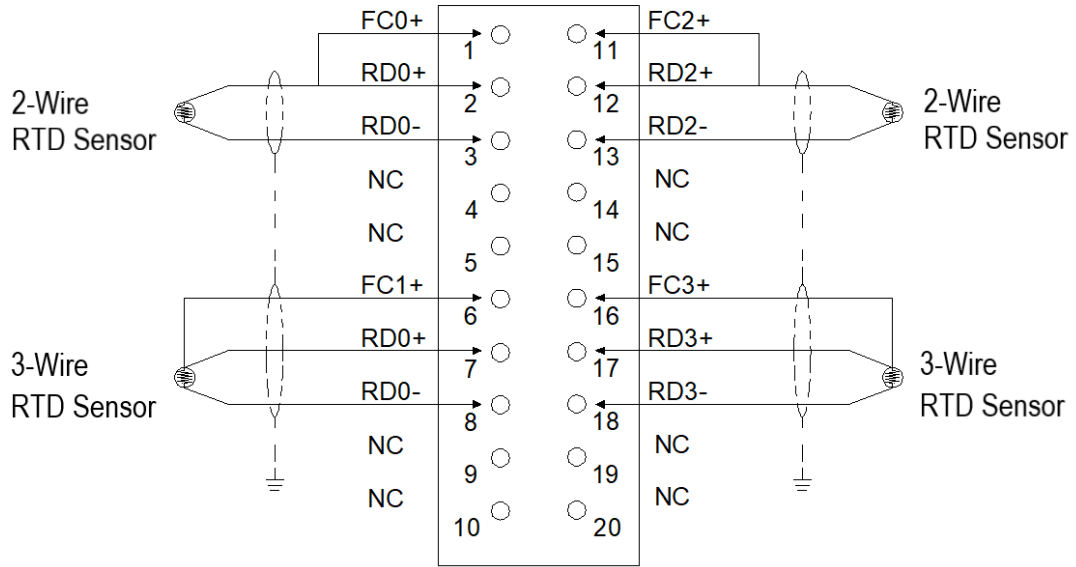 FC0+
1
RD0+
2
2-Wire
RTD Sensor
RD0-
3
NC
4
NC
5
FC1+
6
RD0+
7
3-Wire
RTD Sensor
RD0-
8
NC
9
NC
10
FC2+
11
RD2+
12
2-Wire
RTD Sensor
RD2-
13
NC
14
NC
15
FC3+
16
RD3+
17
3-Wire
RTD Sensor
RD3-
18
NC
19
NC
20